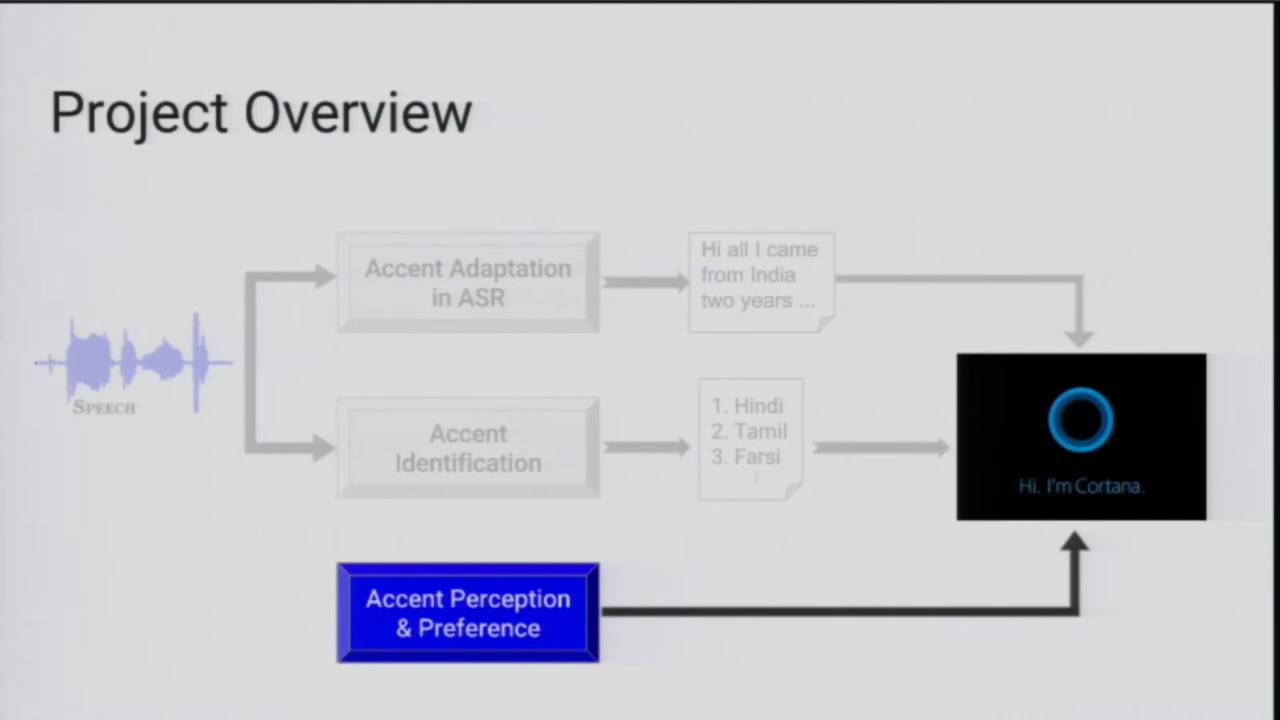 Project Overview
Accent Adaptation
in ASR
Hi all I came
from India
two years ...
SPEECH
Accent
Identification
1. Hindi
2. Tamil
3. Farsi
⋮
Hi. I'm Cortana.
Accent Perception
& Preference